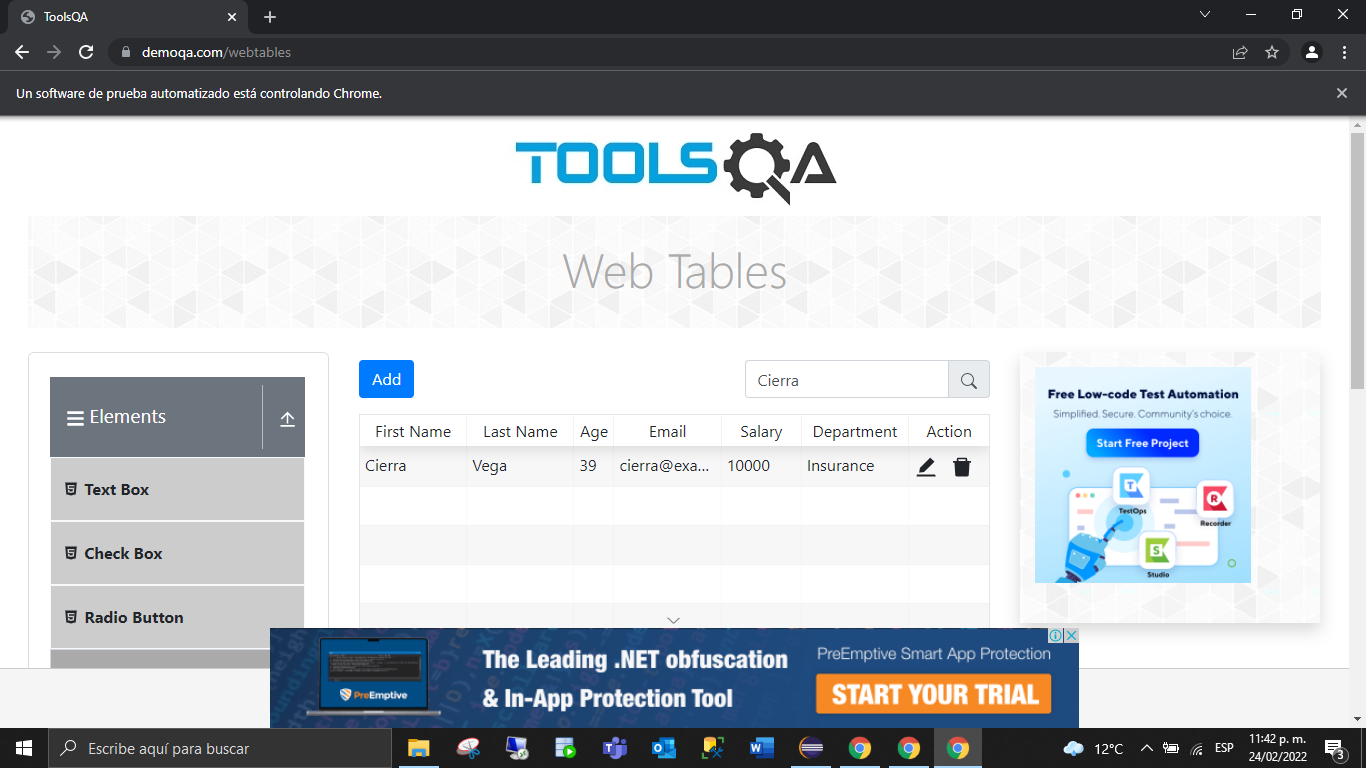 ToolsQA
demoqa.com/webtables
Un software de prueba automatizado está controlando Chrome.
TOOLSQA
Web Tables
Elements
Text Box
Check Box
Radio Button
Add
Cierra
First Name Last Name Age Email Salary Department Action
Cierra Vega 39 cierra@exa... 10000 Insurance
Free Low-code Test Automation
Simplified. Secure. Community's choice.
Start Free Project
TestOps
Recorder
Studio
PreEmptive
The Leading .NET obfuscation
& In-App Protection Tool
PreEmptive Smart App Protection
START YOUR TRIAL
Escribe aquí para buscar
12°C
ESP
11:42 p. m.
24/02/2022
3